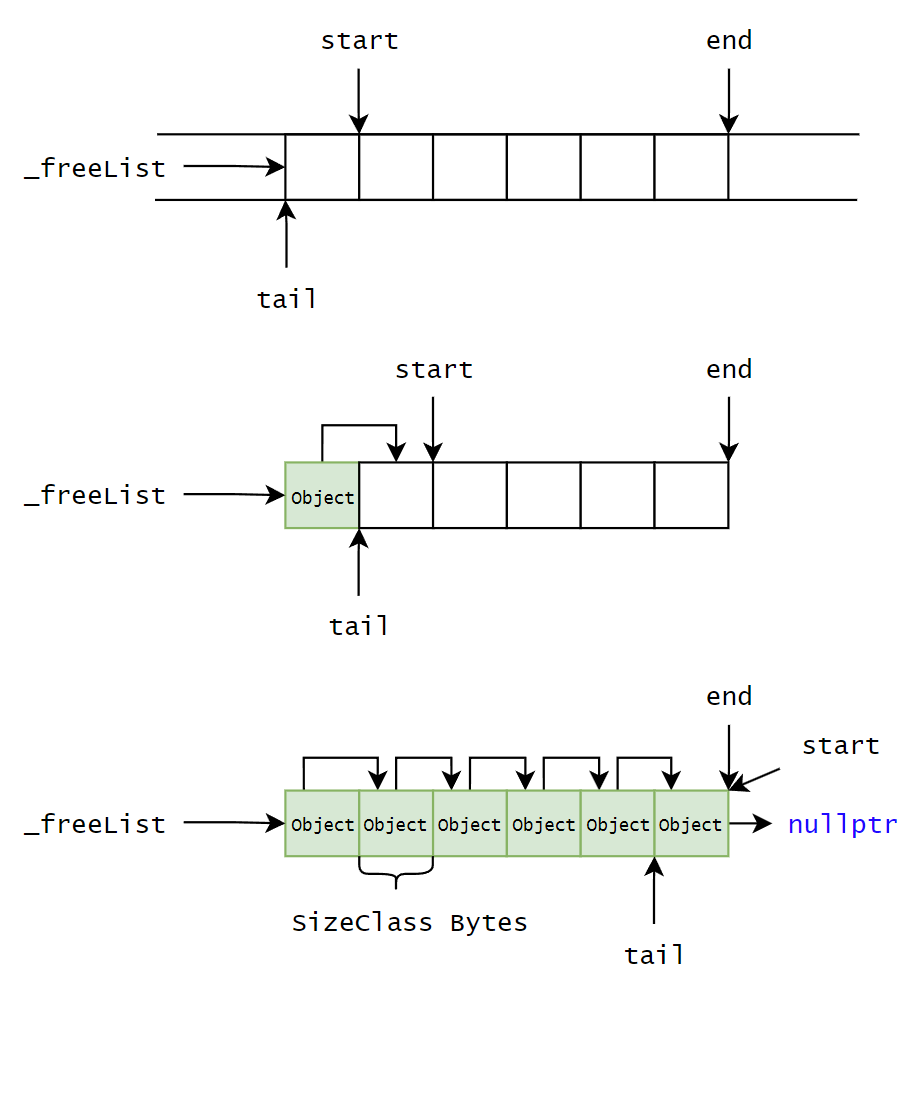 start end
_freeList
tail
start end
_freeList Object
tail
end
start
_freeList Object Object Object Object Object Object nullptr
SizeClass Bytes
tail